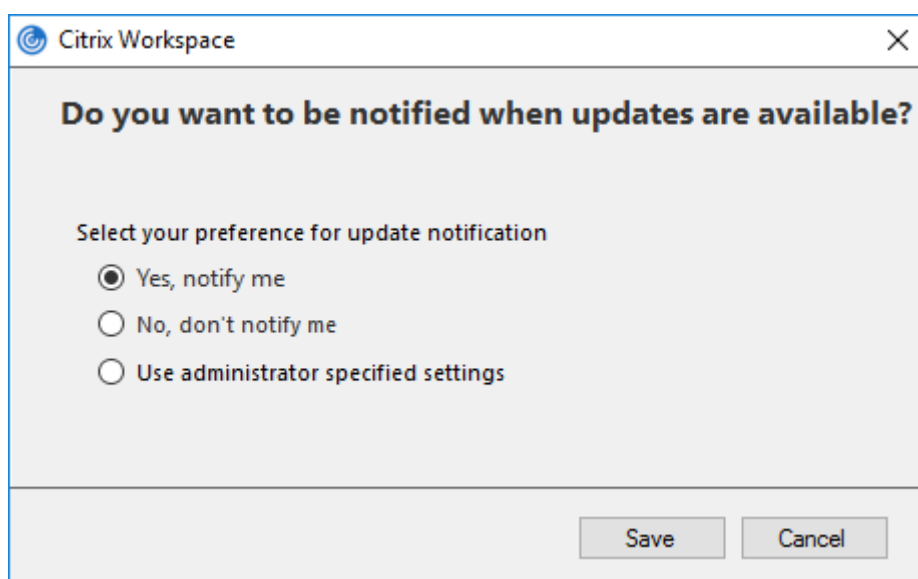 Citrix Workspace
Do you want to be notified when updates are available?
Select your preference for update notification
Yes, notify me
No, don't notify me
Use administrator specified settings
Save Cancel